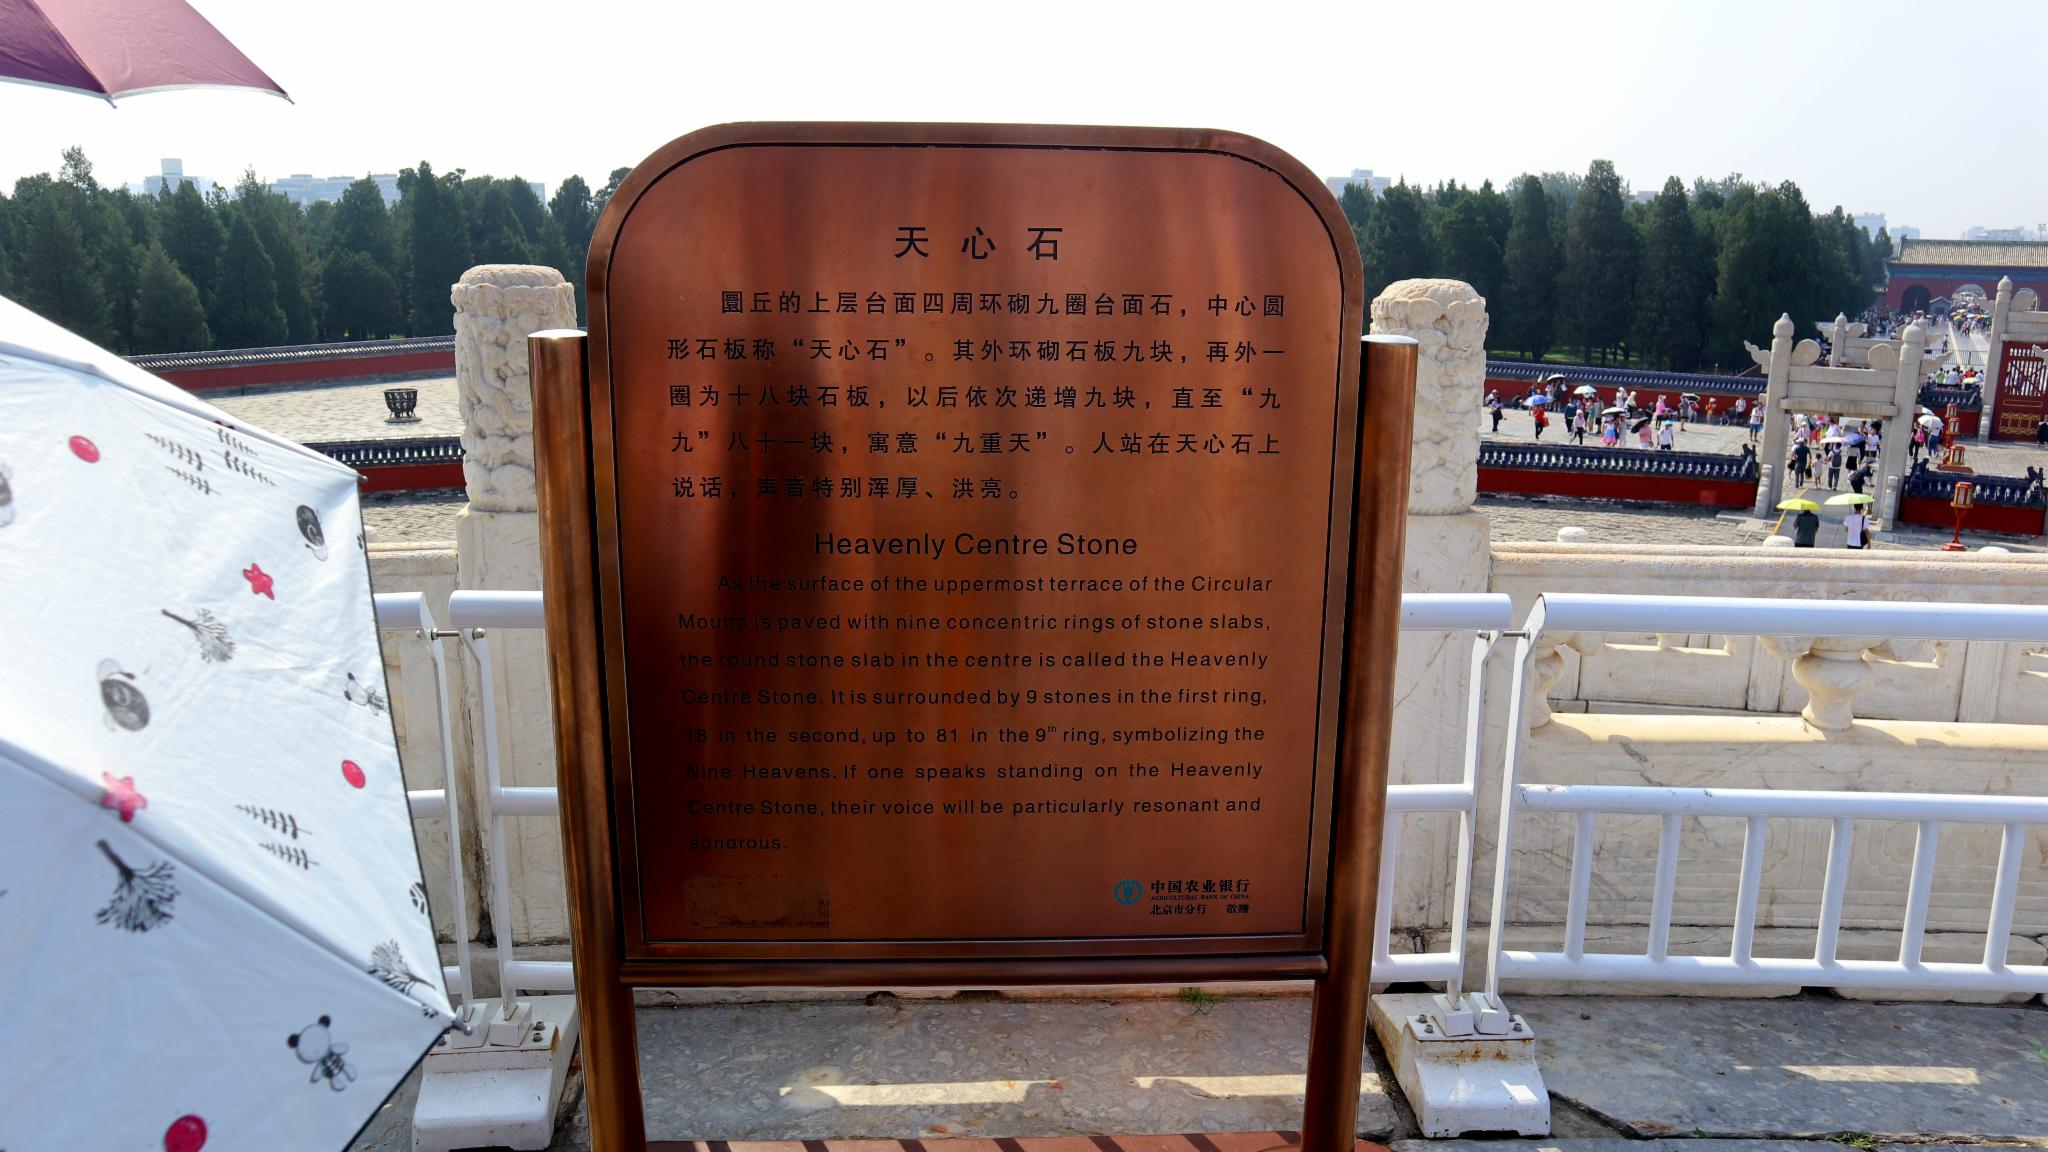 天心石
圜丘的上层台面四周环砌九圈台面石，中心圆
形石板称“天心石”。其外环砌石板九块，再外一
圈为十八块石板，以后依次递增九块，直至“九
九”八十一块，寓意“九重天”。人站在天心石上
说话，声音特别浑厚、洪亮。
Heavenly Centre Stone
As the surface of the uppermost terrace of the Circular
Mound is paved with nine concentric rings of stone slabs,
the round stone slab in the centre is called the Heavenly
Centre Stone. It is surrounded by 9 stones in the first ring,
18 in the second, up to 81 in the 9th ring, symbolizing the
Nine Heavens. If one speaks standing on the Heavenly
Centre Stone, their voice will be particularly resonant and
sonorous.
中国农业银行
AGRICULTURAL BANK OF CHINA
北京市分行 敬赠